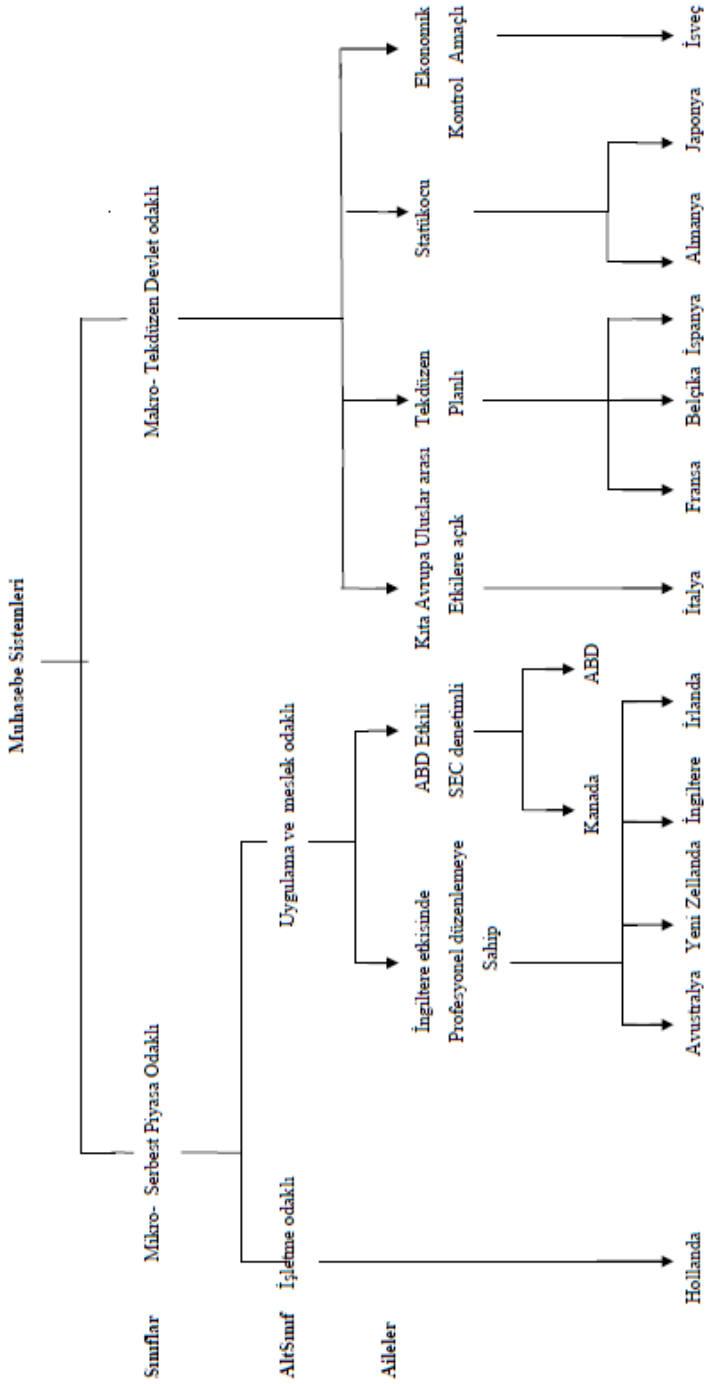 Muhasebe Sistemleri
Sınıflar
Mikro- Serbest Piyasa Odaklı
Makro- Tekdüzen Devlet odaklı
AltSınıf
İşletme odaklı
Uygulama ve meslek odaklı
Aileler
İngiltere etkisinde
Profesyonel düzenlemeye
Sahip
ABD Etkili
SEC denetimli
Kıta Avrupa Uluslar arası
Etkilere açık
Tekdüzen
Planlı
Statükocu
Ekonomik
Kontrol Amaçlı
Kanada
ABD
Hollanda
Avustralya
Yeni Zellanda
İngiltere
İrlanda
İtalya
Fransa
Belçika
İspanya
Almanya
Japonya
İsveç